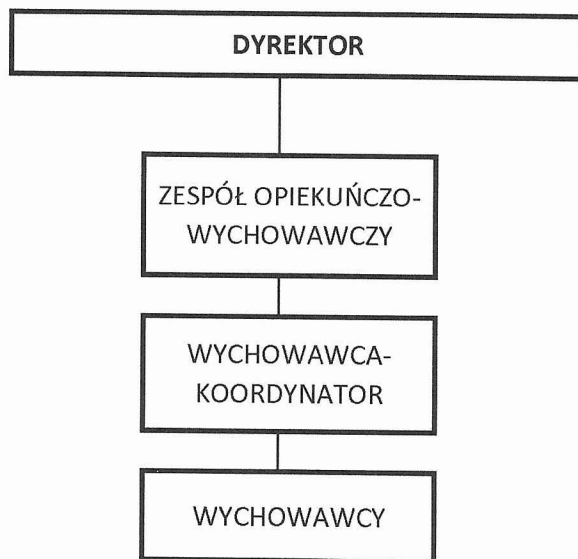 DYREKTOR
ZESPÓŁ OPIEKUŃCZO-
WYCHOWAWCZY
WYCHOWAWCA-
KOORDYNATOR
WYCHOWAWCY